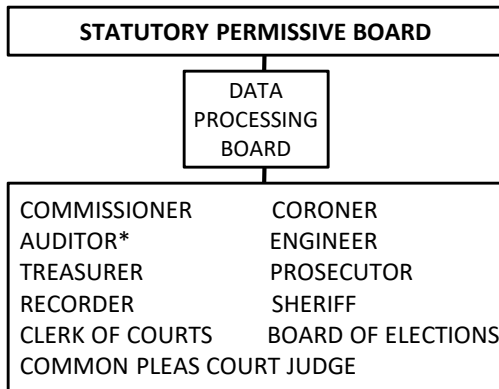 STATUTORY PERMISSIVE BOARD
DATA
PROCESSING
BOARD
COMMISSIONER CORONER
AUDITOR* ENGINEER
TREASURER PROSECUTOR
RECORDER SHERIFF
CLERK OF COURTS BOARD OF ELECTIONS
COMMON PLEAS COURT JUDGE